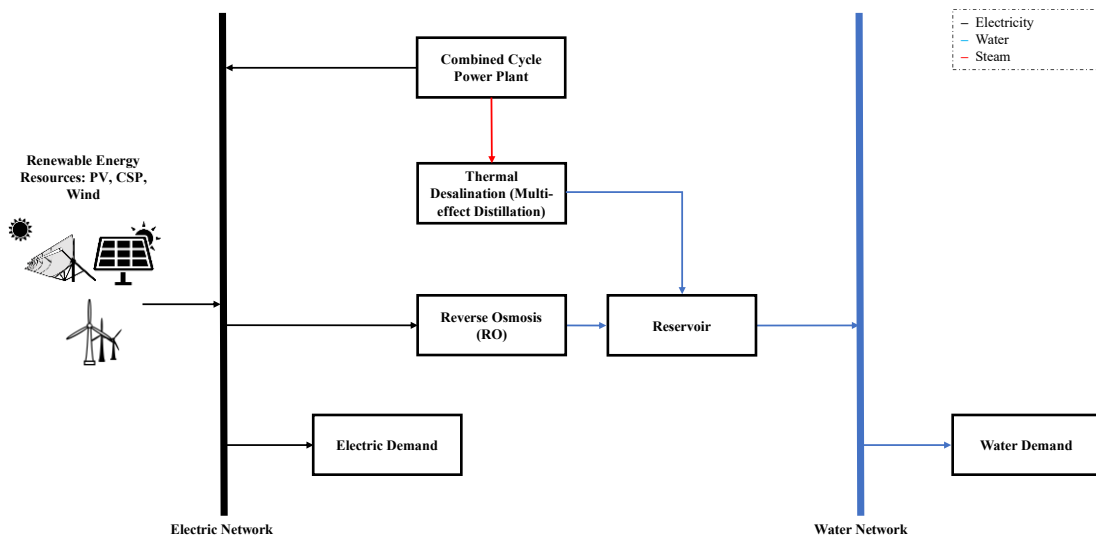 Electricity
Water
Steam
Combined Cycle
Power Plant
Renewable Energy
Resources: PV, CSP,
Wind
Thermal
Desalination (Multi-
effect Distillation)
Reverse Osmosis
(RO)
Reservoir
Electric Demand
Water Demand
Electric Network
Water Network